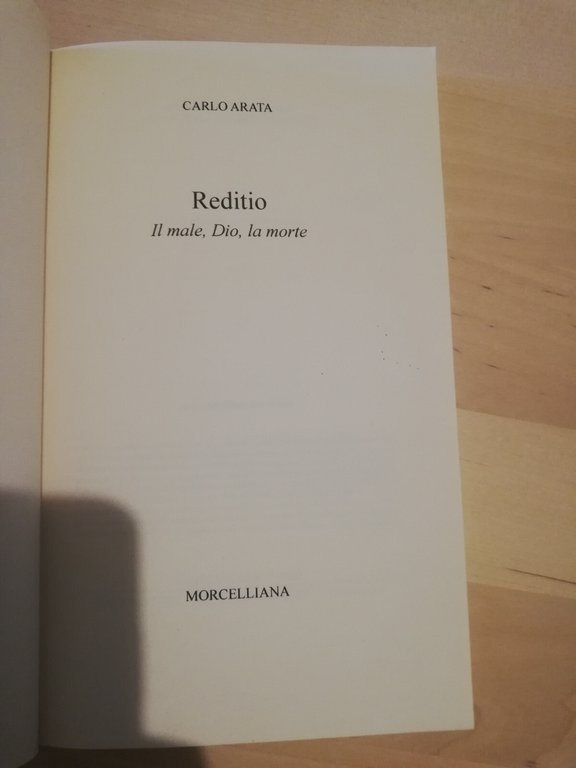 CARLO ARATA
Reditio
Il male, Dio, la morte
MORCELLIANA